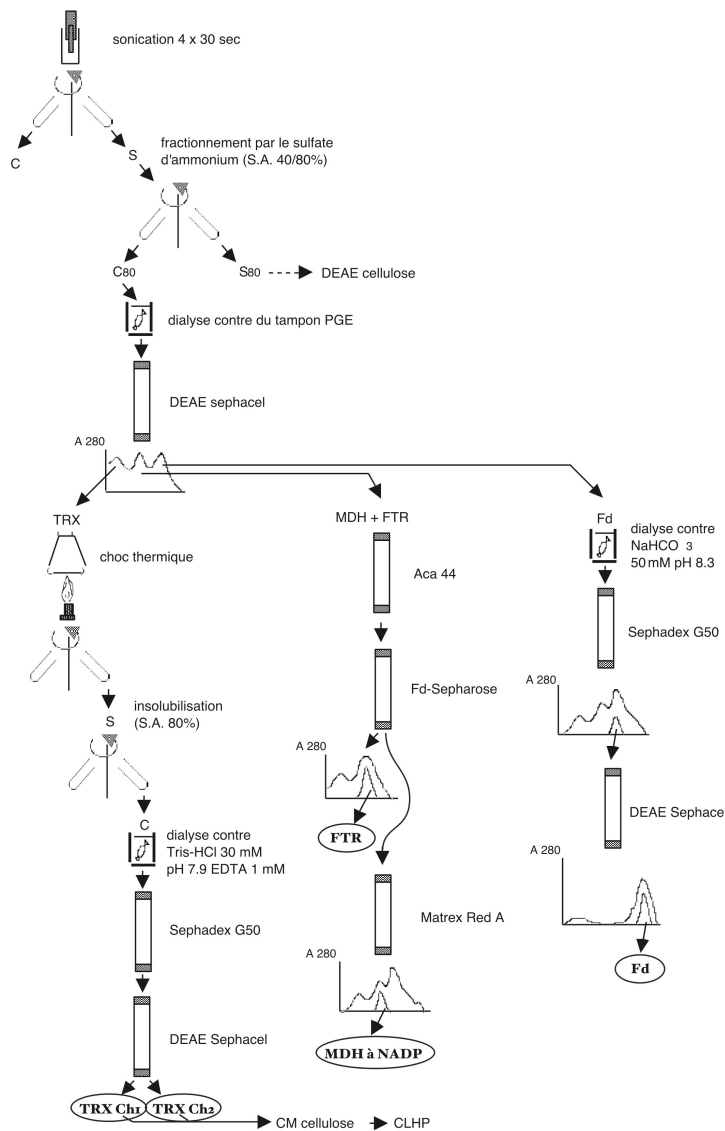 sonication 4 x 30 sec
C
S
fractionnement par le sulfate
d'ammonium (S.A. 40/80%)
C80
S80
DEAE cellulose
dialyse contre du tampon PGE
DEAE sephacel
A 280
TRX
choc thermique
S
insolubilisation
(S.A. 80%)
C
dialyse contre
Tris-HCl 30 mM
pH 7.9 EDTA 1 mM
Sephadex G50
DEAE Sephacel
TRX Ch1
TRX Ch2
CM cellulose
CLHP
MDH + FTR
Aca 44
Fd-Sepharose
A 280
FTR
Matrex Red A
A 280
MDH à NADP
Fd
dialyse contre
NaHCO 3
50 mM pH 8.3
Sephadex G50
A 280
DEAE Sephace
A 280
Fd